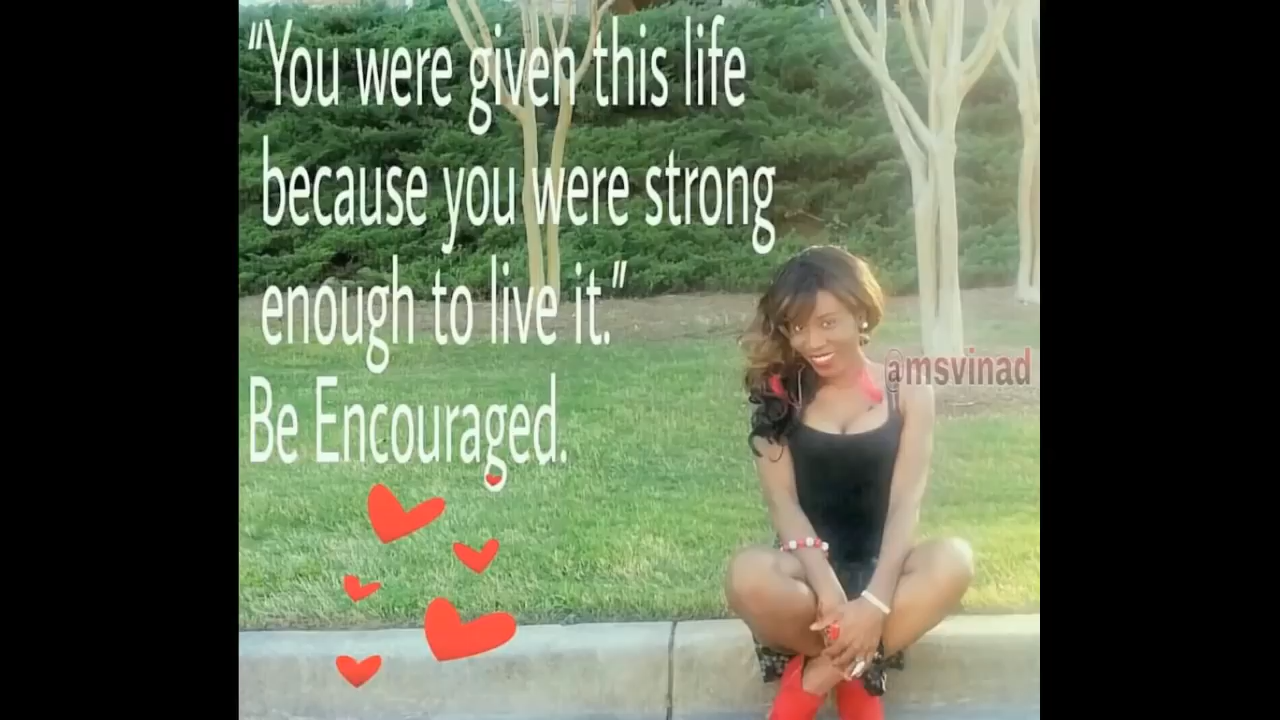 “You were given this life
because you were strong
enough to live it.”
Be Encouraged.
@msvinad